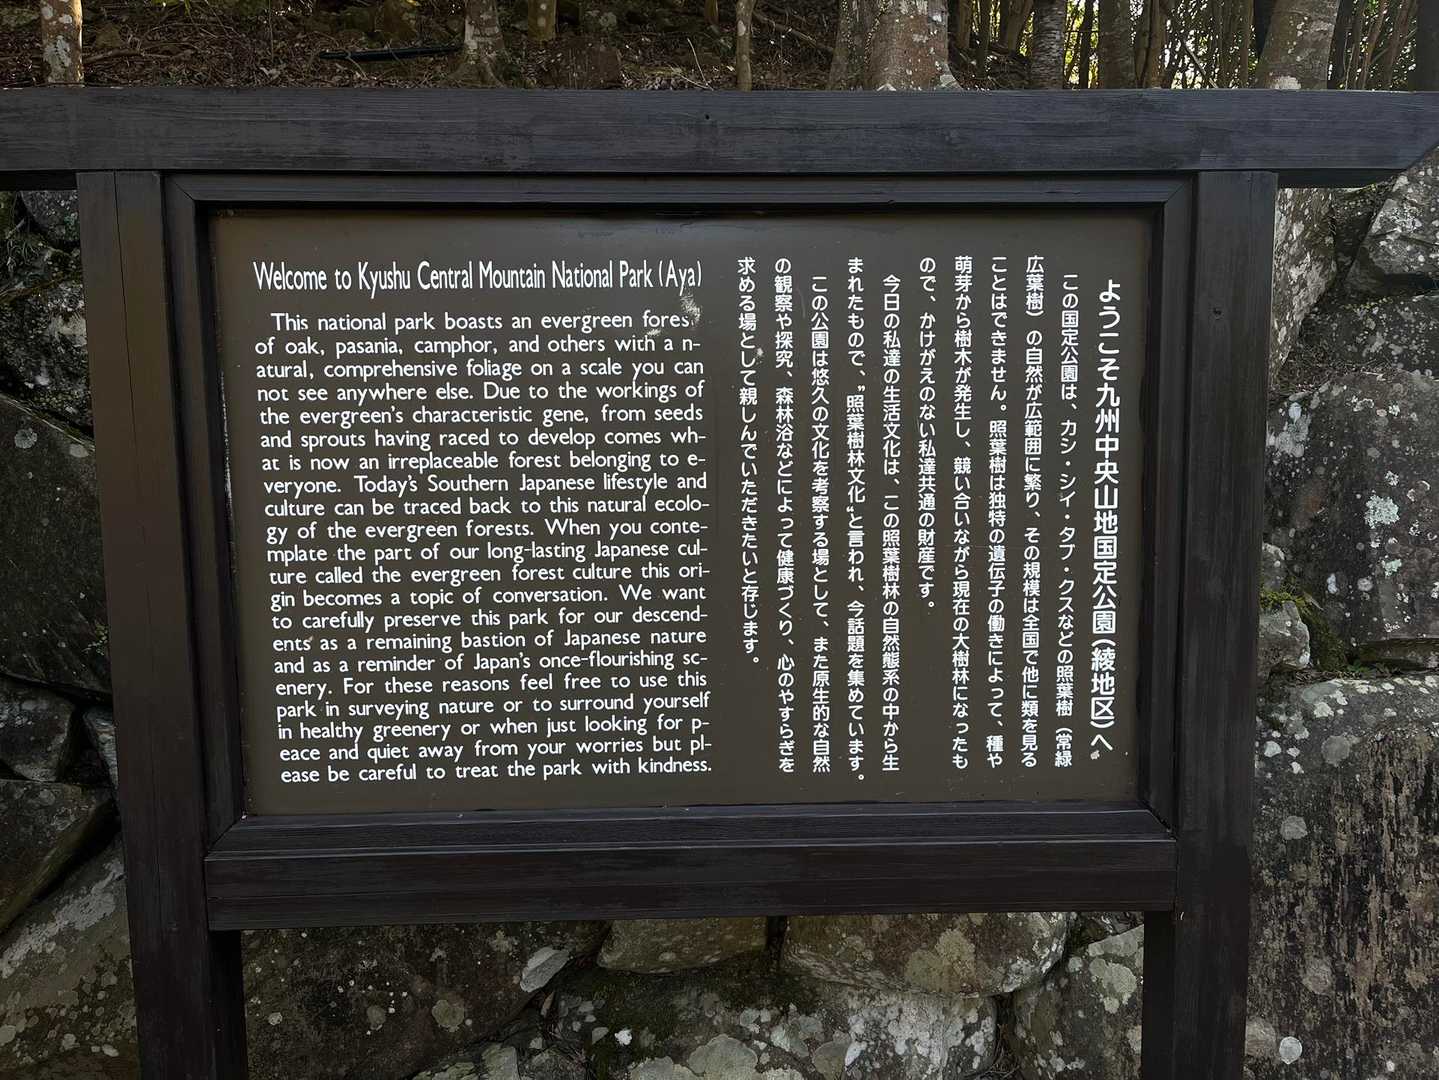 Welcome to Kyushu Central Mountain National Park (Aya)
This national park boasts an evergreen forest
of oak, pasania, camphor, and others with a n-
atural, comprehensive foliage on a scale you can
not see anywhere else. Due to the workings of
the evergreen's characteristic gene, from seeds
and sprouts having raced to develop comes wh-
at is now an irreplaceable forest belonging to e-
veryone. Today's Southern Japanese lifestyle and
culture can be traced back to this natural ecolo-
gy of the evergreen forests. When you conte-
mplate the part of our long-lasting Japanese cul-
ture called the evergreen forest culture this ori-
gin becomes a topic of conversation. We want
to carefully preserve this park for our descend-
ents as a remaining bastion of Japanese nature
and as a reminder of Japan's once-flourishing sc-
enery. For these reasons feel free to use this
park in surveying nature or to surround yourself
in healthy greenery or when just looking for p-
eace and quiet away from your worries but pl-
ease be careful to treat the park with kindness.
ようこそ九州中央山地国定公園(綾地区)へ
この国定公園は、カシ・シイ・タブ・クスなどの照葉樹(常緑
広葉樹)の自然が広範囲に繁り、その規模は全国で他に類を見る
ことはできません。照葉樹は独特の遺伝子の働きによって、種や
萌芽から樹木が発生し、競い合いながら現在の大樹林になったも
ので、かけがえのない私達共通の財産です。
今日の私達の生活文化は、この照葉樹林の自然態系の中から生
まれたもので、"照葉樹林文化"と言われ、今話題を集めています。
この公園は悠久の文化を考察する場として、また原生的な自然
の観察や探究、森林浴などによって健康づくり、心のやすらぎを
求める場として親しんでいただきたいと存じます。